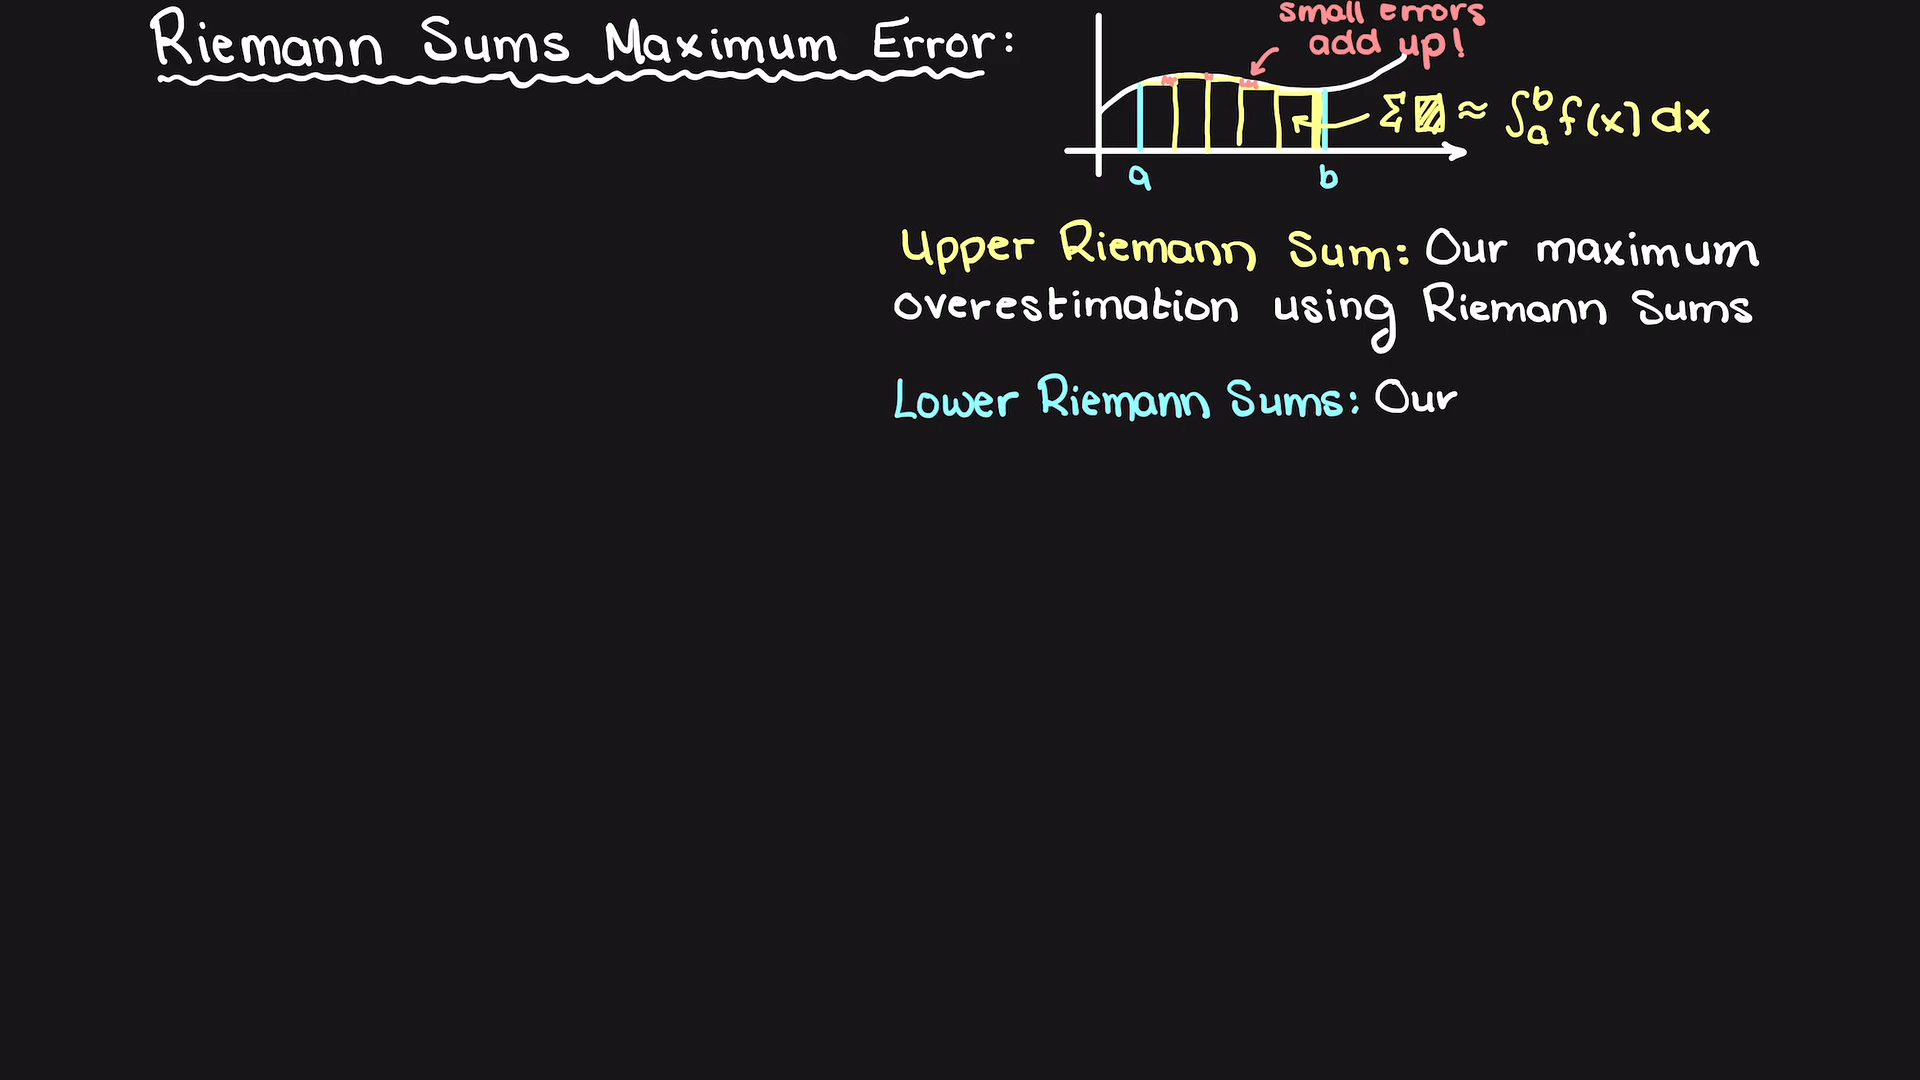 Riemann Sums Maximum Error:
small errors
add up!
Σ ▨ ≈ ∫ₐᵇ f(x) dx
a b
Upper Riemann Sum: Our maximum
overestimation using Riemann Sums
Lower Riemann Sums: Our